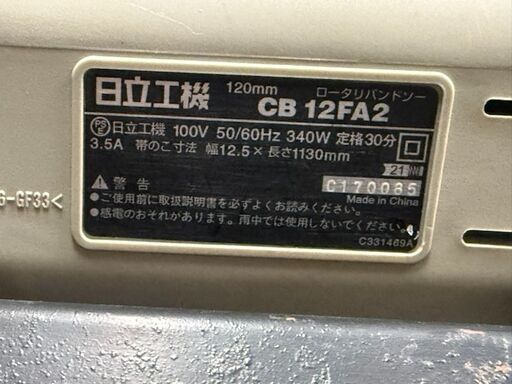 日立工機 120mm ロータリバンドソー
CB 12FA2
PS E 日立工機 100V 50/60Hz 340W 定格30分
3.5A 帯のこ寸法 幅12.5×長さ1130mm
21
⚠警告 C170085
●ご使用前に取扱説明書を必ずよくお読みください。 Made in China
●感電のおそれがあります。雨中では使用しないでください。
C331469A
6-GF33<